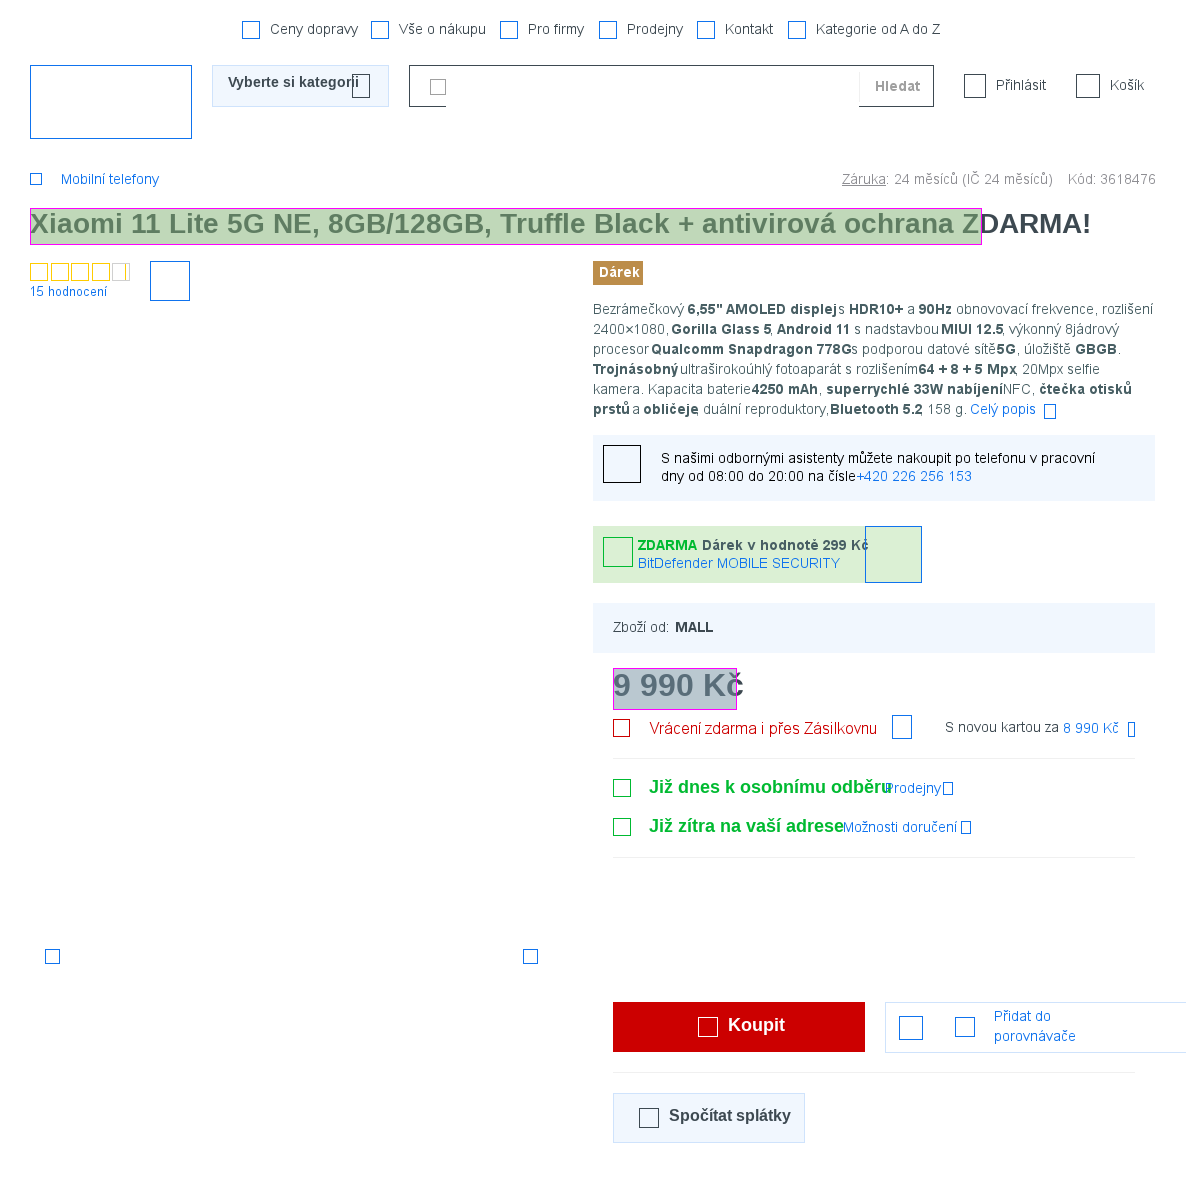 Ceny dopravy Vše o nákupu Pro firmy Prodejny Kontakt Kategorie od A do Z
Vyberte si kategorii Hledat Přihlásit Košík
Mobilní telefony Záruka: 24 měsíců (IČ 24 měsíců) Kód: 3618476
Xiaomi 11 Lite 5G NE, 8GB/128GB, Truffle Black + antivirová ochrana ZDARMA!
15 hodnocení
Dárek
Bezrámečkový 6,55" AMOLED displej s HDR10+ a 90Hz obnovovací frekvence, rozlišení
2400×1080, Gorilla Glass 5, Android 11 s nadstavbou MIUI 12.5, výkonný 8jádrový
procesor Qualcomm Snapdragon 778G s podporou datové sítě 5G, úložiště GBGB.
Trojnásobný ultraširokoúhlý fotoaparát s rozlišením 64 + 8 + 5 Mpx, 20Mpx selfie
kamera. Kapacita baterie 4250 mAh, superrychlé 33W nabíjení NFC, čtečka otisků
prstů a obličeje, duální reproduktory, Bluetooth 5.2, 158 g. Celý popis
S našimi odbornými asistenty můžete nakoupit po telefonu v pracovní
dny od 08:00 do 20:00 na čísle +420 226 256 153
ZDARMA Dárek v hodnotě 299 Kč
BitDefender MOBILE SECURITY
Zboží od: MALL
9 990 Kč
Vrácení zdarma i přes Zásilkovnu S novou kartou za 8 990 Kč
Již dnes k osobnímu odběru Prodejny
Již zítra na vaší adrese Možnosti doručení
Koupit
Přidat do
porovnávače
Spočítat splátky